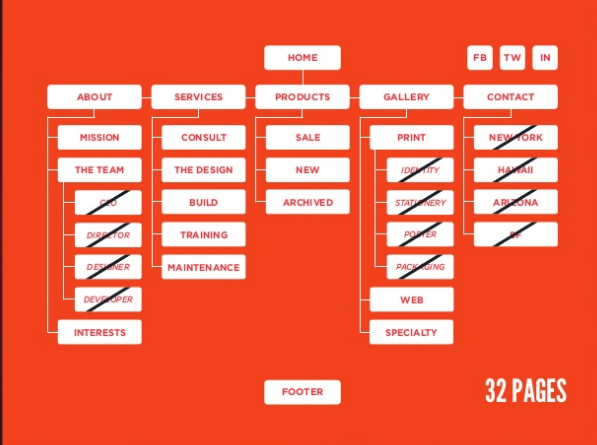 HOME
FB
TW
IN
ABOUT
SERVICES
PRODUCTS
GALLERY
CONTACT
MISSION
CONSULT
SALE
PRINT
NEW YORK
THE TEAM
THE DESIGN
NEW
IDENTITY
HAWAII
CEO
BUILD
ARCHIVED
STATIONERY
ARIZONA
DIRECTOR
TRAINING
POSTER
SF
DESIGNER
MAINTENANCE
PACKAGING
DEVELOPER
WEB
INTERESTS
SPECIALTY
FOOTER
32 PAGES